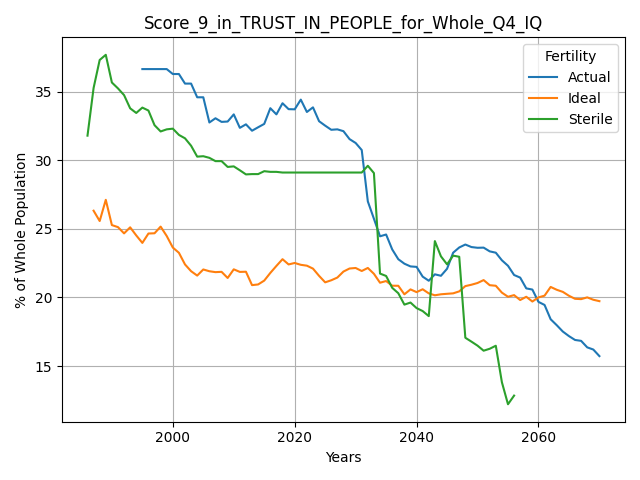 Score_9_in_TRUST_IN_PEOPLE_for_Whole_Q4_IQ
Fertility
Actual
Ideal
Sterile
% of Whole Population
35
30
25
20
15
2000
2020
2040
2060
Years